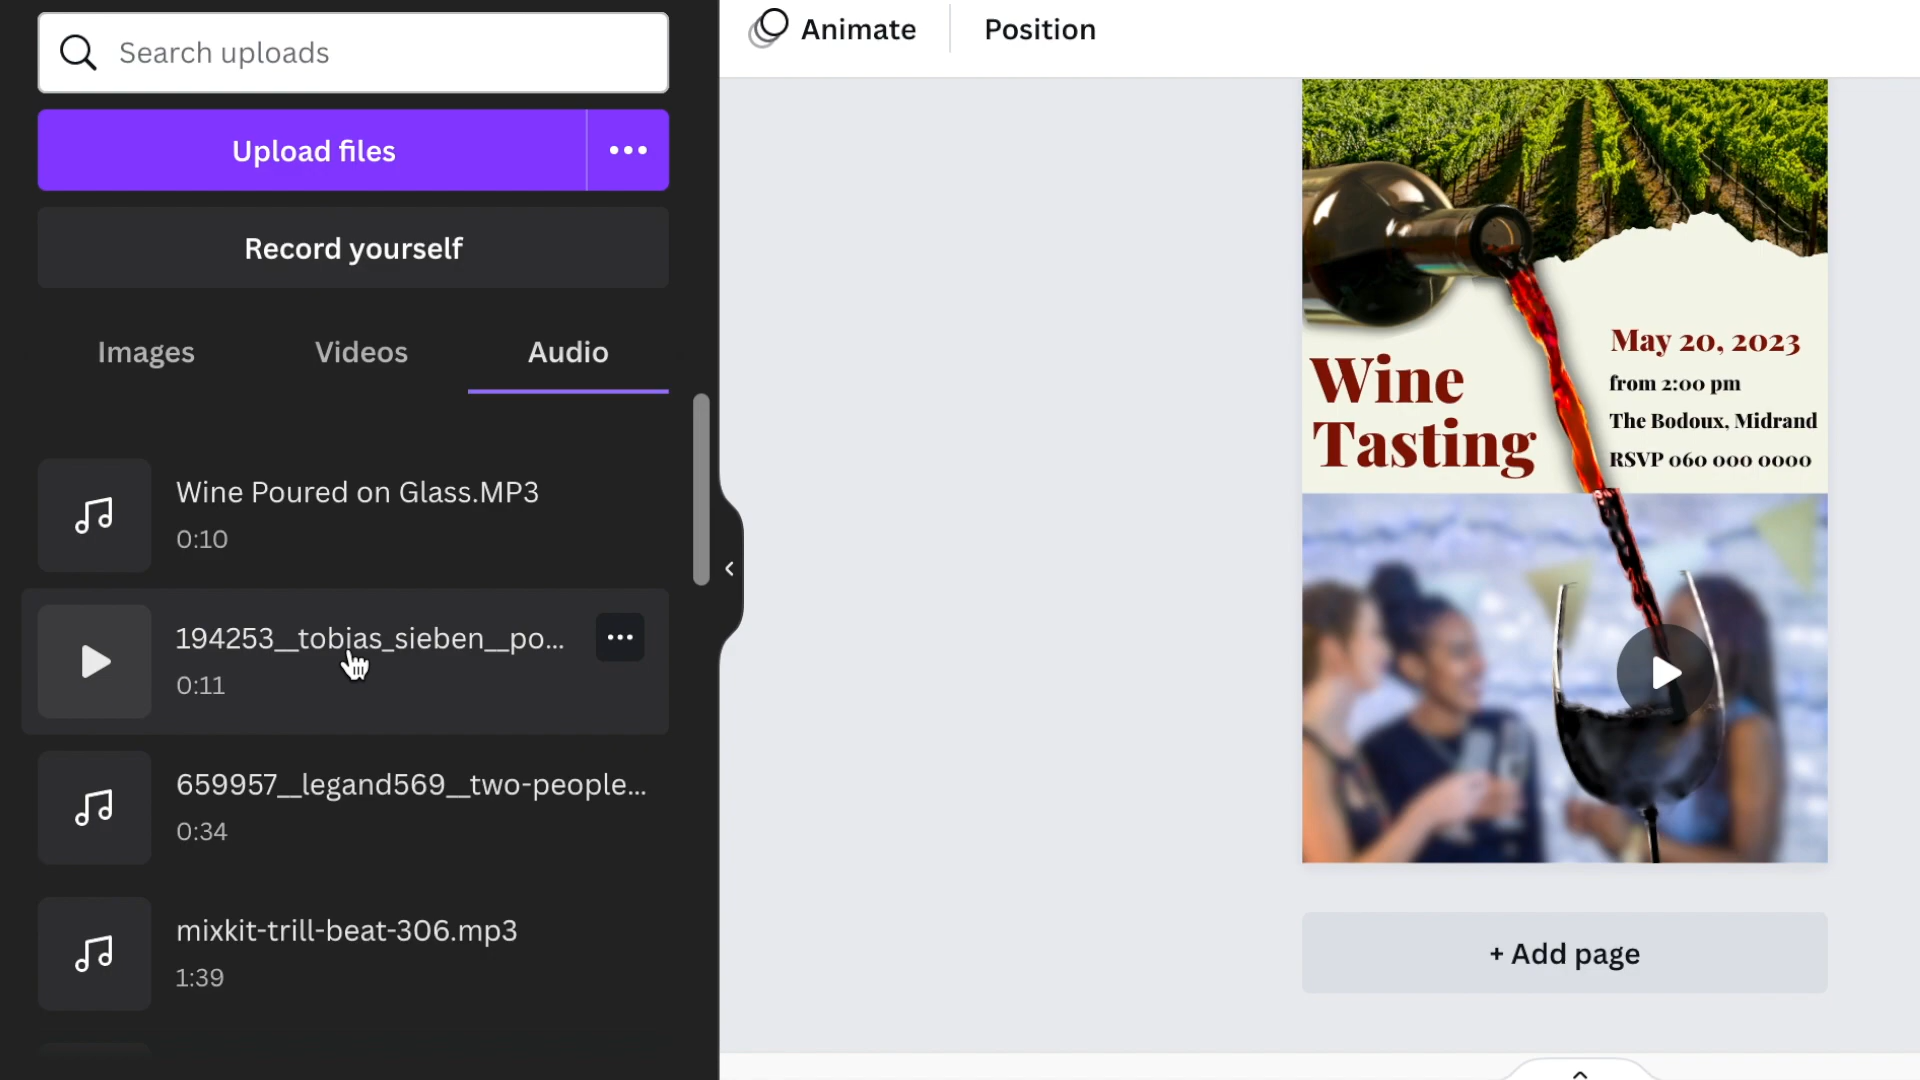 Search uploads
Upload files
Record yourself
Images Videos Audio
Wine Poured on Glass.MP3
0:10
194253__tobias_sieben__po...
0:11
659957__legand569__two-people...
0:34
mixkit-trill-beat-306.mp3
1:39
Animate Position
Wine
Tasting
May 20, 2023
from 2:00 pm
The Bodoux, Midrand
RSVP 060 000 0000
+ Add page